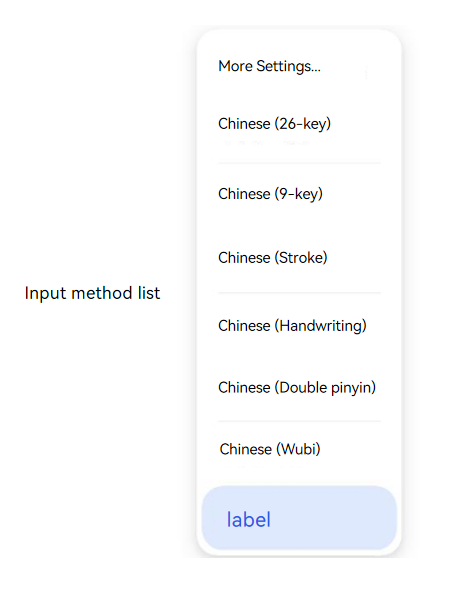 More Settings...
Chinese (26-key)
Chinese (9-key)
Chinese (Stroke)
Input method list
Chinese (Handwriting)
Chinese (Double pinyin)
Chinese (Wubi)
label